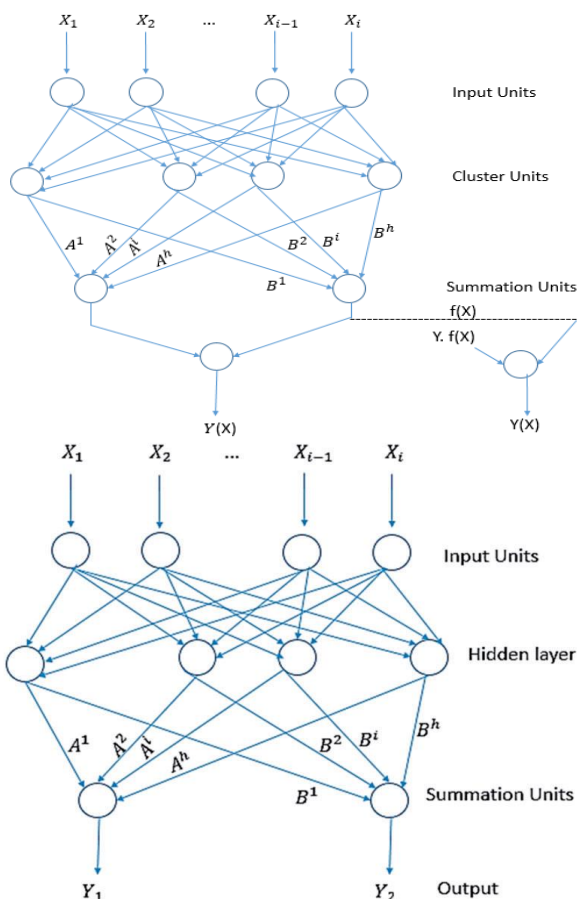 X₁ X₂ ... Xᵢ₋₁ Xᵢ
Input Units
Cluster Units
A¹ A² Aⁱ Aʰ B¹ B² Bⁱ Bʰ
Summation Units
f(X)
Y. f(X)
Y(X) Y(X)
X₁ X₂ ... Xᵢ₋₁ Xᵢ
Input Units
Hidden layer
A¹ A² Aⁱ Aʰ B¹ B² Bⁱ Bʰ
Summation Units
Y₁ Y₂ Output